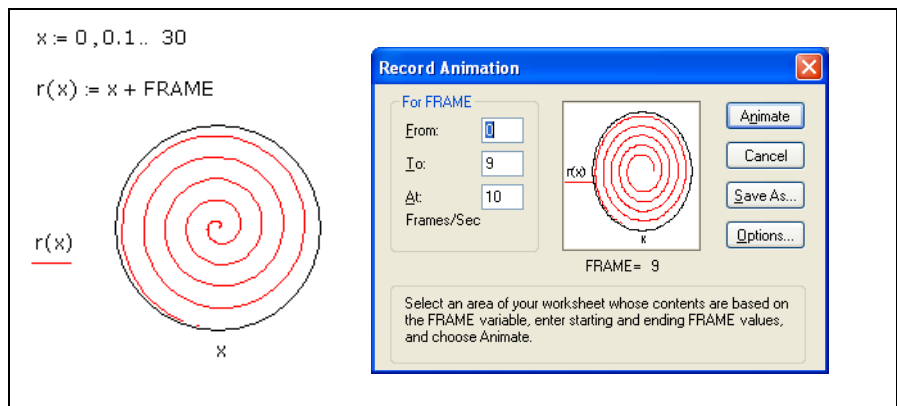 x := 0 , 0.1 .. 30
r(x) := x + FRAME
r(x)
x
Record Animation
For FRAME
From: 0
To: 9
At: 10
Frames/Sec
r(x)
x
FRAME= 9
Animate
Cancel
Save As...
Options...
Select an area of your worksheet whose contents are based on
the FRAME variable, enter starting and ending FRAME values,
and choose Animate.